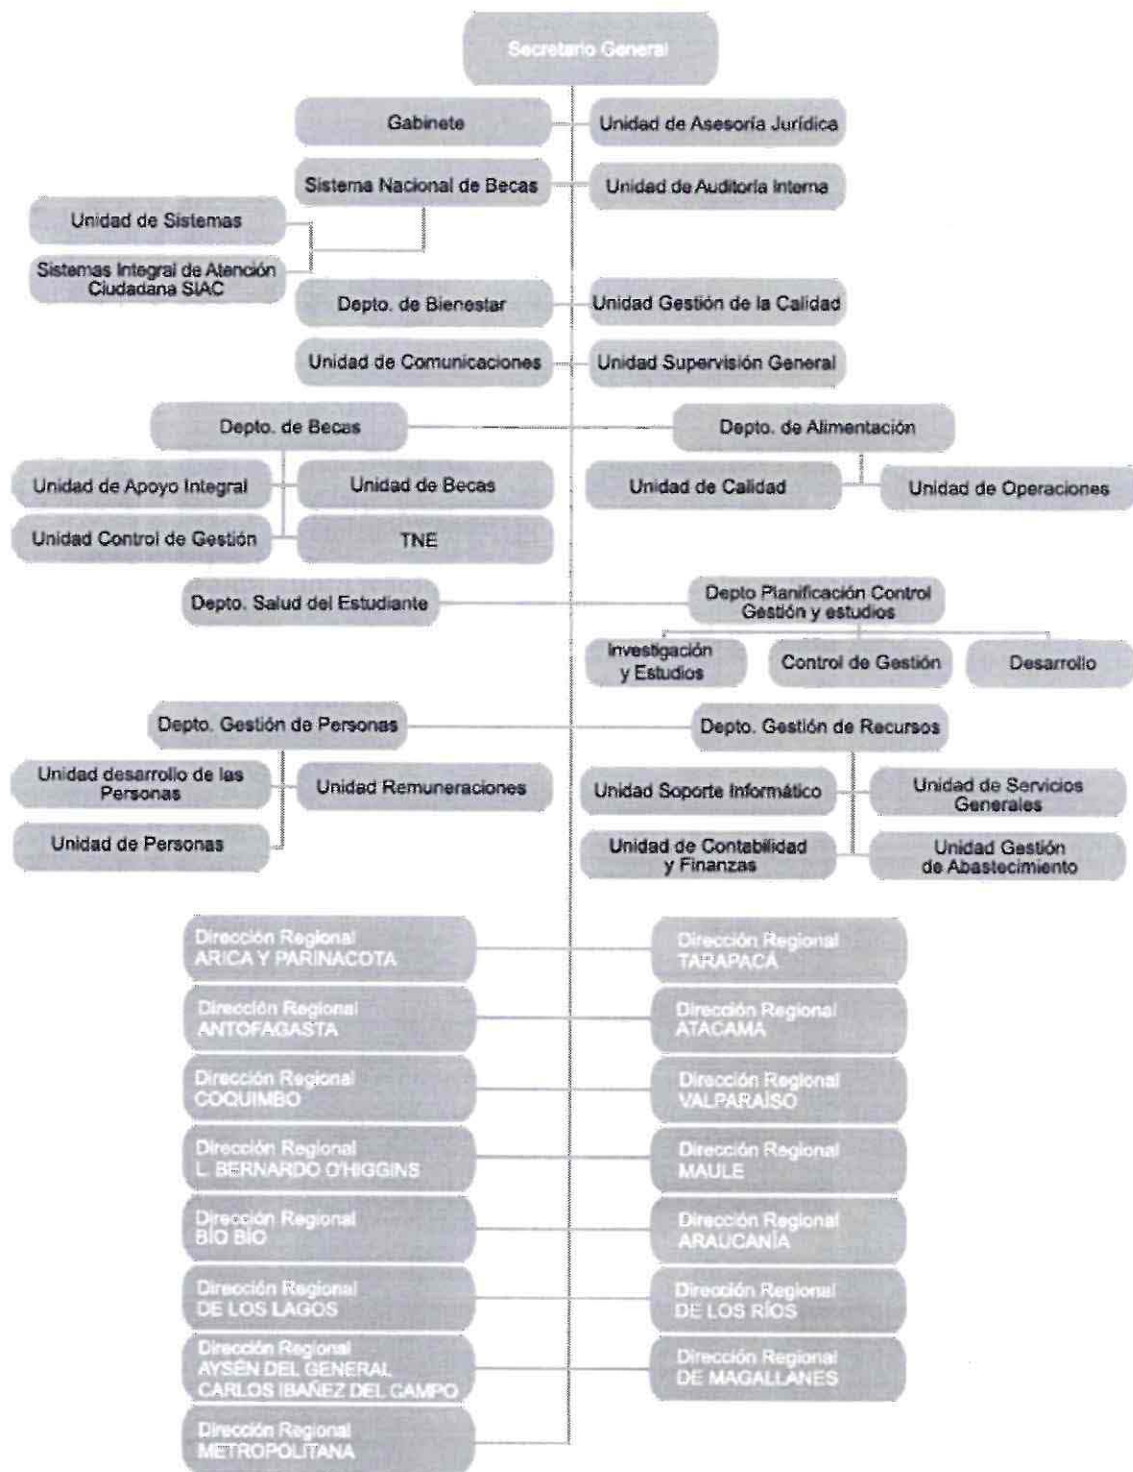 Secretario General
Gabinete
Unidad de Asesoría Jurídica
Sistema Nacional de Becas
Unidad de Auditoría Interna
Unidad de Sistemas
Sistemas Integral de Atención
Ciudadana SIAC
Depto. de Bienestar
Unidad Gestión de la Calidad
Unidad de Comunicaciones
Unidad Supervisión General
Depto. de Becas
Depto. de Alimentación
Unidad de Apoyo Integral
Unidad de Becas
Unidad de Calidad
Unidad de Operaciones
Unidad Control de Gestión
TNE
Depto. Salud del Estudiante
Depto Planificación Control
Gestión y estudios
Investigación
y Estudios
Control de Gestión
Desarrollo
Depto. Gestión de Personas
Depto. Gestión de Recursos
Unidad desarrollo de las
Personas
Unidad Remuneraciones
Unidad Soporte Informático
Unidad de Servicios
Generales
Unidad de Personas
Unidad de Contabilidad
y Finanzas
Unidad Gestión
de Abastecimiento
Dirección Regional
ARICA Y PARINACOTA
Dirección Regional
TARAPACÁ
Dirección Regional
ANTOFAGASTA
Dirección Regional
ATACAMA
Dirección Regional
COQUIMBO
Dirección Regional
VALPARAÍSO
Dirección Regional
L. BERNARDO O'HIGGINS
Dirección Regional
MAULE
Dirección Regional
BÍO BÍO
Dirección Regional
ARAUCANÍA
Dirección Regional
DE LOS LAGOS
Dirección Regional
DE LOS RÍOS
Dirección Regional
AYSÉN DEL GENERAL
CARLOS IBAÑEZ DEL CAMPO
Dirección Regional
DE MAGALLANES
Dirección Regional
METROPOLITANA